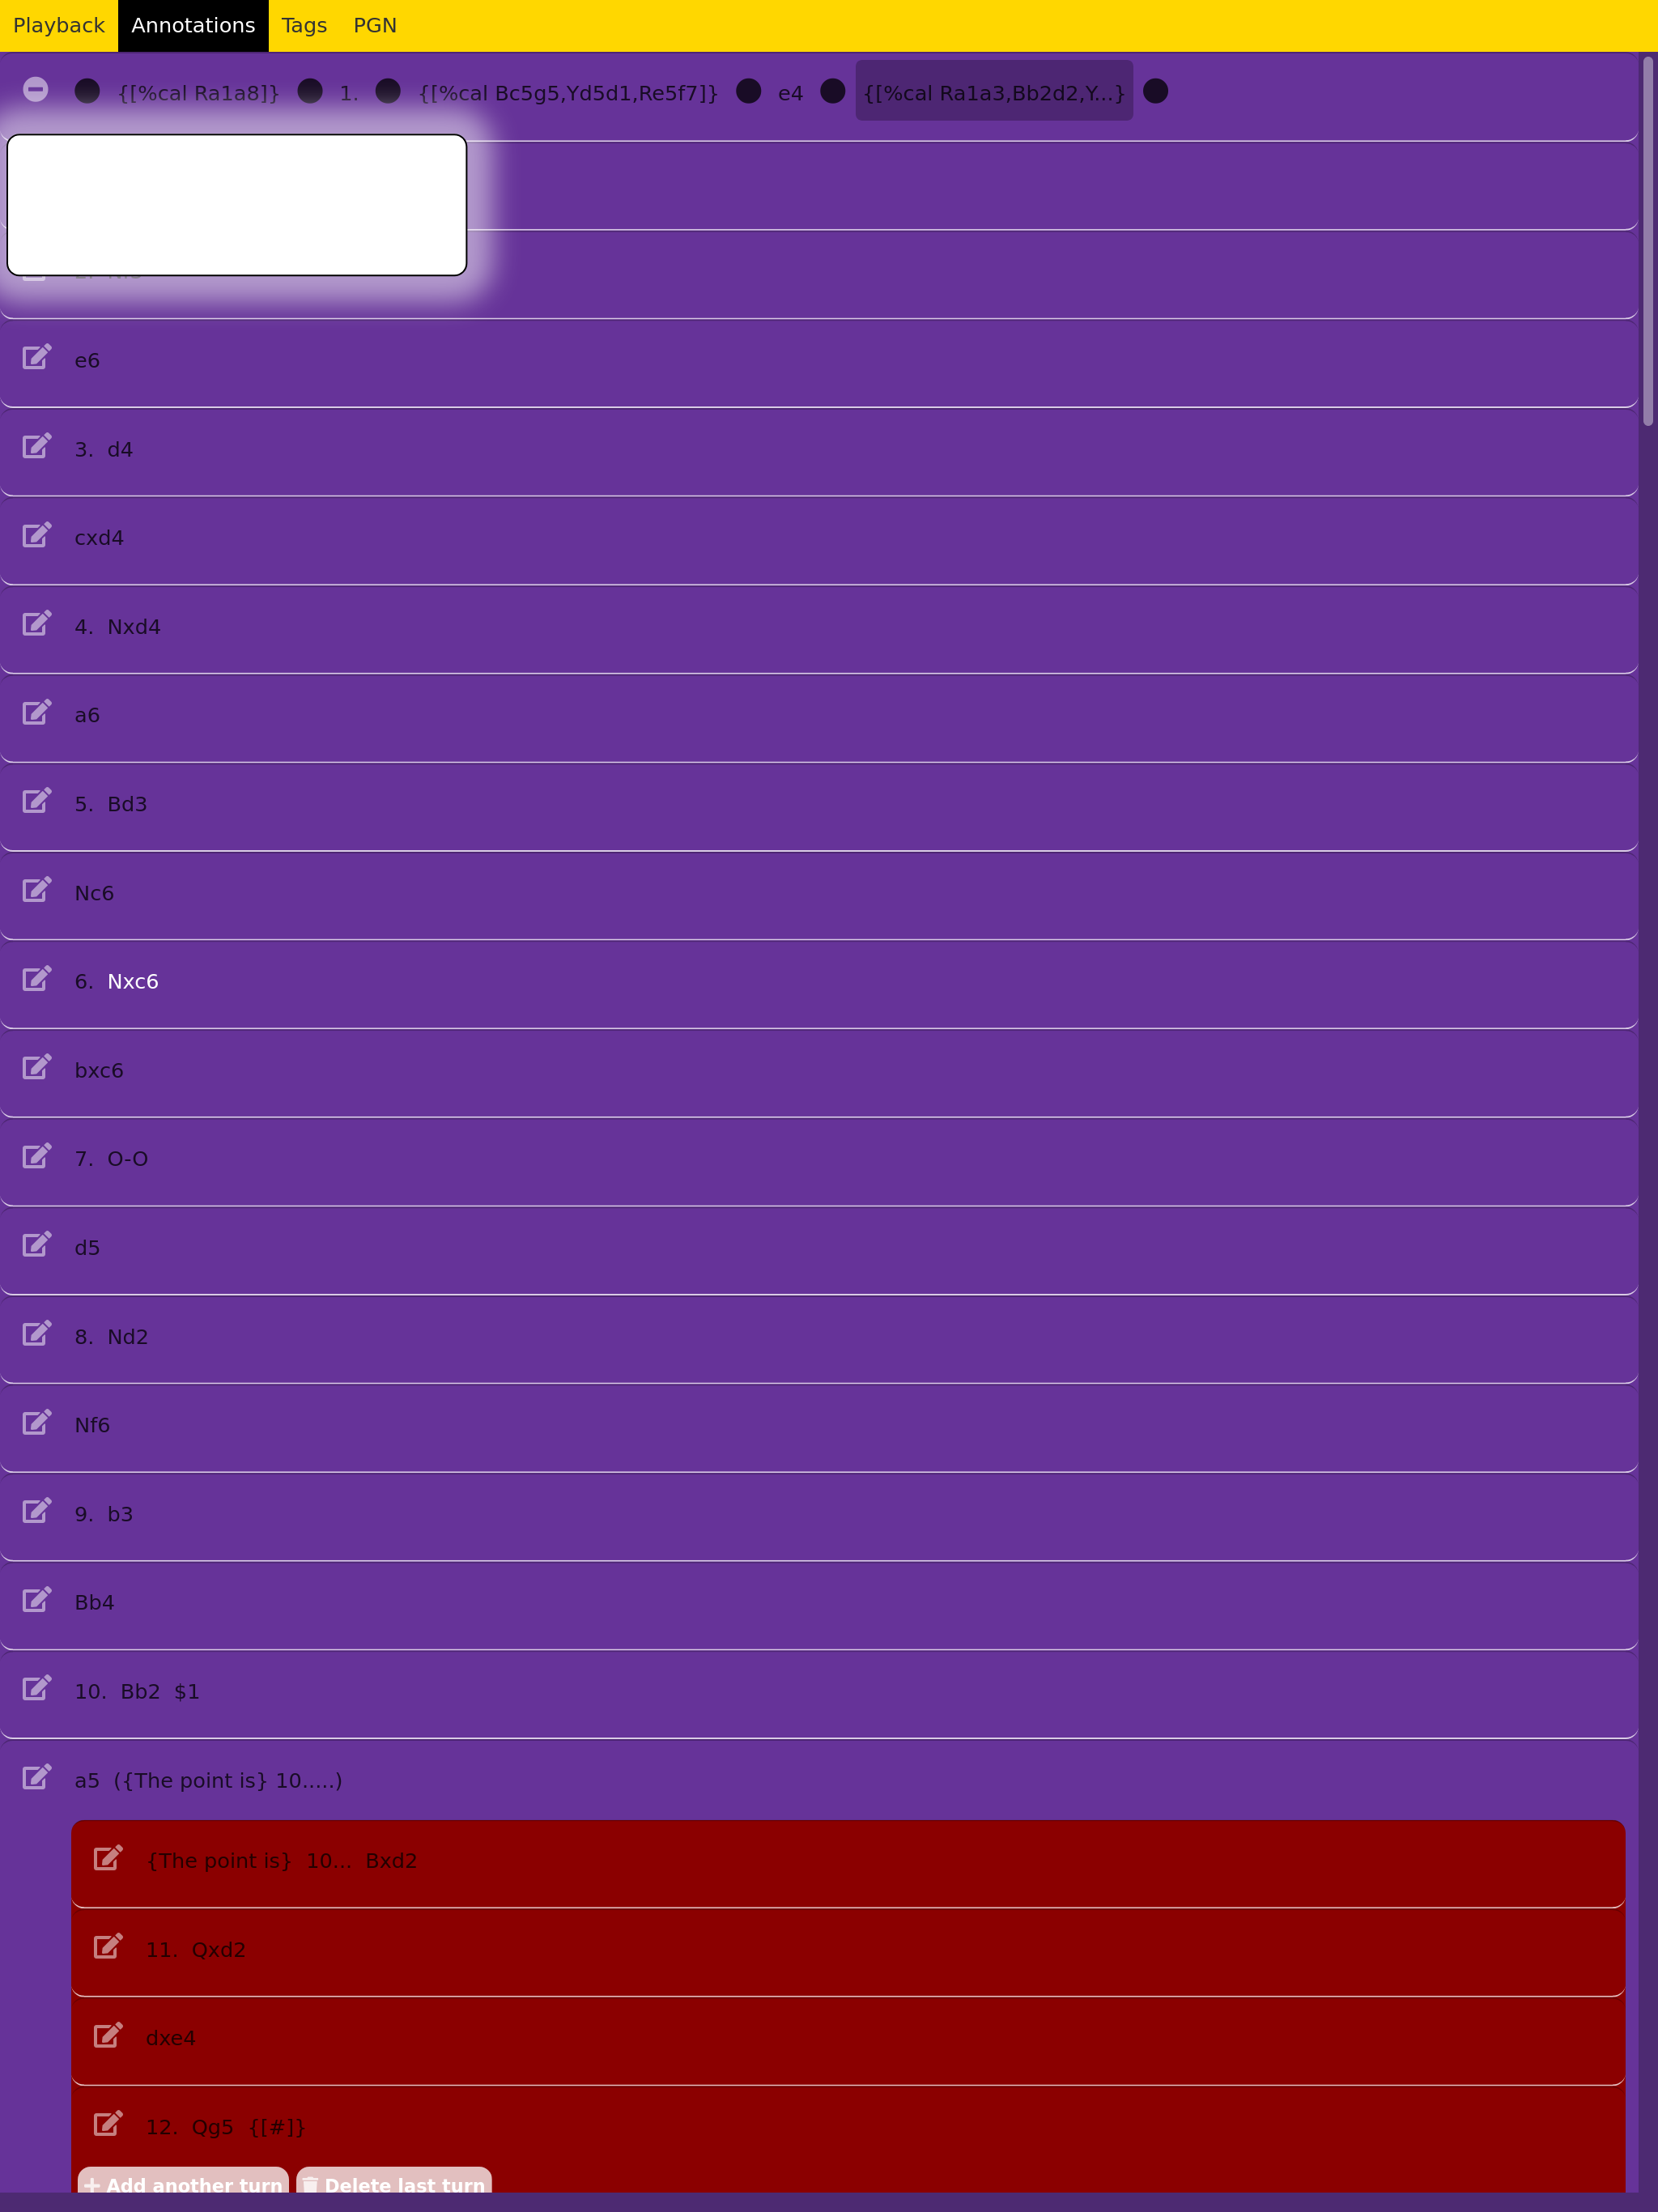 Playback Annotations Tags PGN
{[%cal Ra1a8]} 1. {[%cal Bc5g5,Yd5d1,Re5f7]} e4 {[%cal Ra1a3,Bb2d2,Y...}
e6
3. d4
cxd4
4. Nxd4
a6
5. Bd3
Nc6
6. Nxc6
bxc6
7. O-O
d5
8. Nd2
Nf6
9. b3
Bb4
10. Bb2 $1
a5 ({The point is} 10.....)
{The point is} 10... Bxd2
11. Qxd2
dxe4
12. Qg5 {[#]}
Add another turn Delete last turn